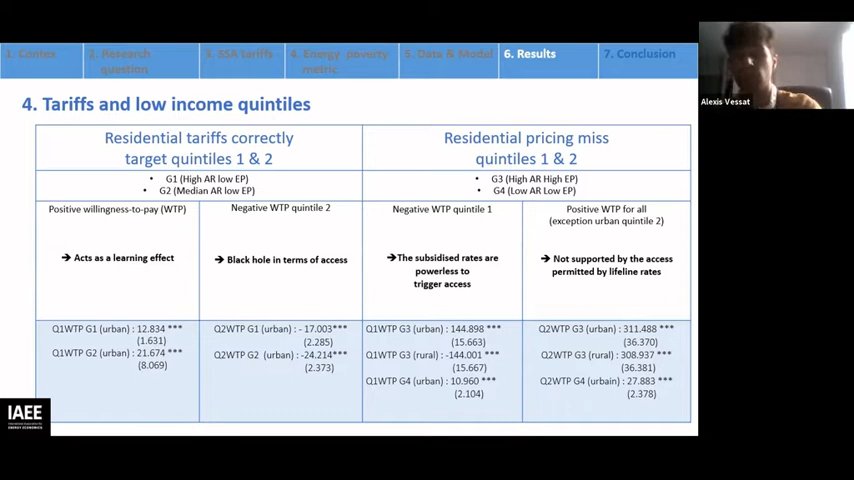 1. Contex
2. Research
question
3. SSA tariffs
4. Energy poverty
metric
5. Data & Model
6. Results
7. Conclusion
Alexis Vessat
4. Tariffs and low income quintiles
Residential tariffs correctly
target quintiles 1 & 2
Residential pricing miss
quintiles 1 & 2
• G1 (High AR low EP)
• G2 (Median AR low EP)
• G3 (High AR High EP)
• G4 (Low AR Low EP)
Positive willingness-to-pay (WTP)
→ Acts as a learning effect
Negative WTP quintile 2
→ Black hole in terms of access
Negative WTP quintile 1
→The subsidised rates are
powerless to
trigger access
Positive WTP for all
(exception urban quintile 2)
→ Not supported by the access
permitted by lifeline rates
Q1WTP G1 (urban) : 12.834 ***
(1.631)
Q1WTP G2 (urban) : 21.674 ***
(8.069)
Q2WTP G1 (urban) : - 17.003***
(2.285)
Q2WTP G2 (urban) : -24.214***
(2.373)
Q1WTP G3 (urban) : 144.898 ***
(15.663)
Q1WTP G3 (rural) : -144.001 ***
(15.667)
Q1WTP G4 (urban) : 10.960 ***
(2.104)
Q2WTP G3 (urban) : 311.488 ***
(36.370)
Q2WTP G3 (rural) : 308.937 ***
(36.381)
Q2WTP G4 (urbain) : 27.883 ***
(2.378)
IAEE